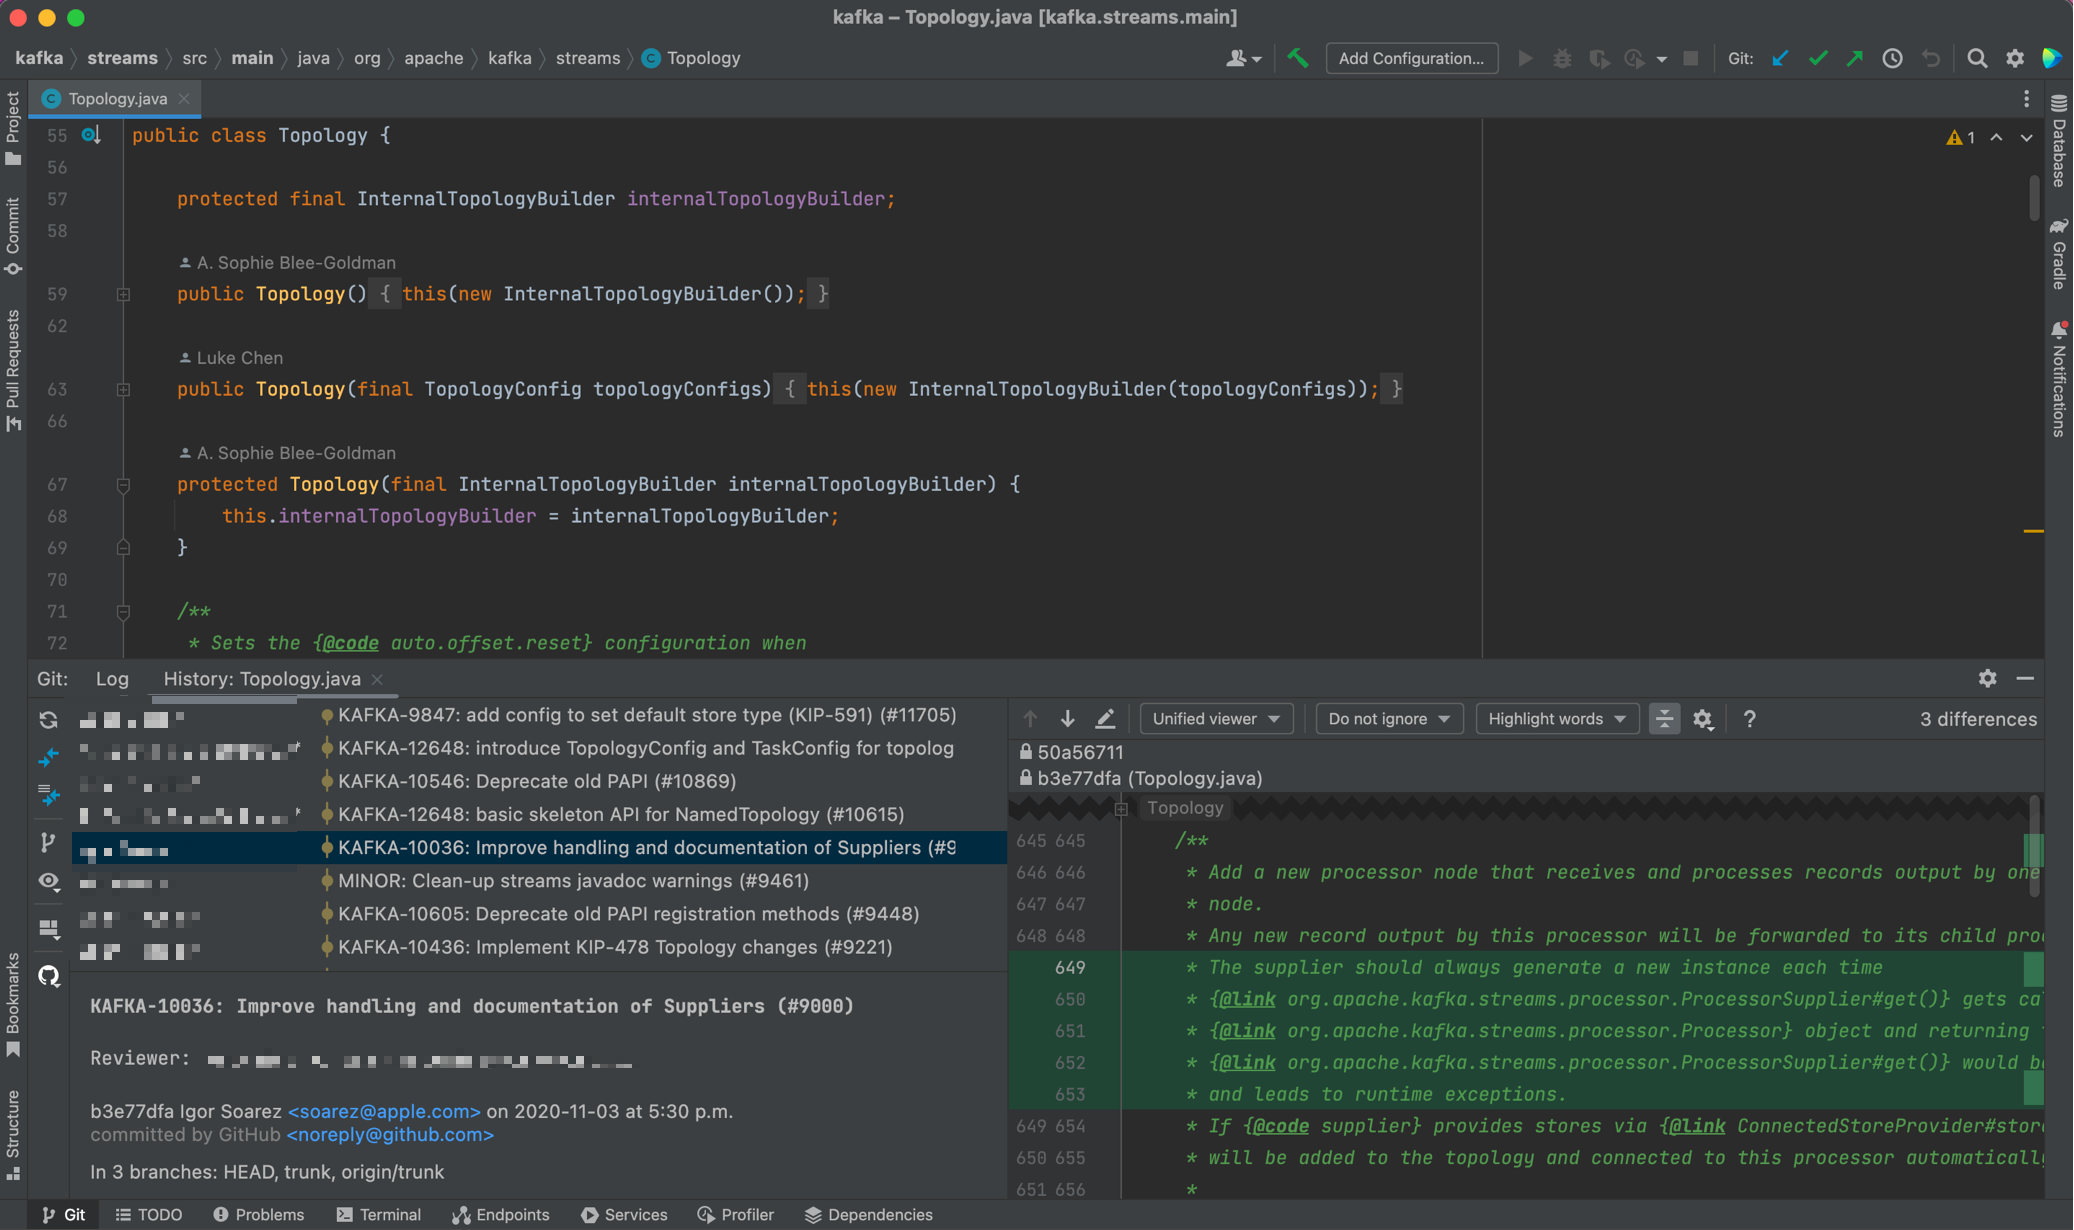 kafka – Topology.java [kafka.streams.main]
kafka streams src main java org apache kafka streams Topology
Add Configuration...
Git:
Topology.java
Project
Commit
Pull Requests
Bookmarks
Structure
Database
Gradle
Notifications
1
55 public class Topology {
56
57 protected final InternalTopologyBuilder internalTopologyBuilder;
58
A. Sophie Blee-Goldman
59 public Topology() { this(new InternalTopologyBuilder()); }
62
Luke Chen
63 public Topology(final TopologyConfig topologyConfigs) { this(new InternalTopologyBuilder(topologyConfigs)); }
66
A. Sophie Blee-Goldman
67 protected Topology(final InternalTopologyBuilder internalTopologyBuilder) {
68 this.internalTopologyBuilder = internalTopologyBuilder;
69 }
70
71 /**
72 * Sets the {@code auto.offset.reset} configuration when
Git: Log History: Topology.java
KAFKA-9847: add config to set default store type (KIP-591) (#11705)
KAFKA-12648: introduce TopologyConfig and TaskConfig for topolog
KAFKA-10546: Deprecate old PAPI (#10869)
KAFKA-12648: basic skeleton API for NamedTopology (#10615)
KAFKA-10036: Improve handling and documentation of Suppliers (#9
MINOR: Clean-up streams javadoc warnings (#9461)
KAFKA-10605: Deprecate old PAPI registration methods (#9448)
KAFKA-10436: Implement KIP-478 Topology changes (#9221)
KAFKA-10036: Improve handling and documentation of Suppliers (#9000)
Reviewer:
b3e77dfa Igor Soarez <soarez@apple.com> on 2020-11-03 at 5:30 p.m.
committed by GitHub <noreply@github.com>
In 3 branches: HEAD, trunk, origin/trunk
Unified viewer Do not ignore Highlight words ? 3 differences
50a56711
b3e77dfa (Topology.java)
Topology
645 645 /**
646 646 * Add a new processor node that receives and processes records output by one
647 647 * node.
648 648 * Any new record output by this processor will be forwarded to its child pro
649 * The supplier should always generate a new instance each time
650 * {@link org.apache.kafka.streams.processor.ProcessorSupplier#get()} gets ca
651 * {@link org.apache.kafka.streams.processor.Processor} object and returning
652 * {@link org.apache.kafka.streams.processor.ProcessorSupplier#get()} would b
653 * and leads to runtime exceptions.
649 654 * If {@code supplier} provides stores via {@link ConnectedStoreProvider#stor
650 655 * will be added to the topology and connected to this processor automatically
651 656 *
Git TODO Problems Terminal Endpoints Services Profiler Dependencies